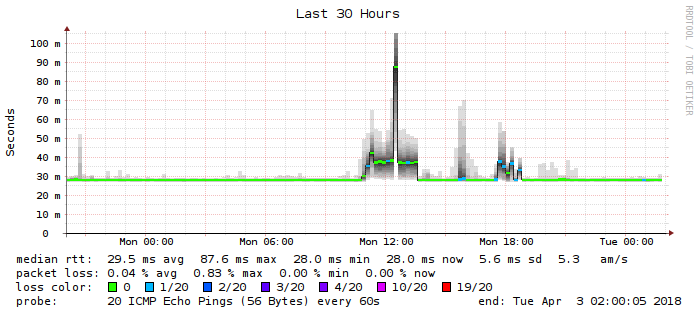 Last 30 Hours
RRDTOOL / TOBI OETIKER
Seconds
100 m
90 m
80 m
70 m
60 m
50 m
40 m
30 m
20 m
10 m
0
Mon 00:00 Mon 06:00 Mon 12:00 Mon 18:00 Tue 00:00
median rtt: 29.5 ms avg 87.6 ms max 28.0 ms min 28.0 ms now 5.6 ms sd 5.3 am/s
packet loss: 0.04 % avg 0.83 % max 0.00 % min 0.00 % now
loss color: 0 1/20 2/20 3/20 4/20 10/20 19/20
probe: 20 ICMP Echo Pings (56 Bytes) every 60s end: Tue Apr 3 02:00:05 2018